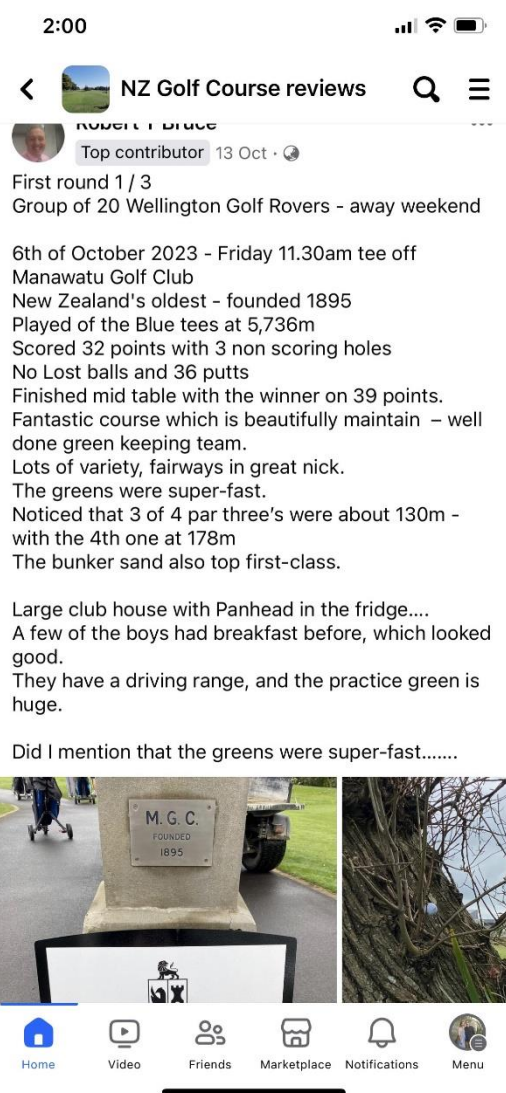 2:00
NZ Golf Course reviews
Robert T Bruce
Top contributor 13 Oct ·
First round 1 / 3
Group of 20 Wellington Golf Rovers - away weekend
6th of October 2023 - Friday 11.30am tee off
Manawatu Golf Club
New Zealand's oldest - founded 1895
Played of the Blue tees at 5,736m
Scored 32 points with 3 non scoring holes
No Lost balls and 36 putts
Finished mid table with the winner on 39 points.
Fantastic course which is beautifully maintain – well
done green keeping team.
Lots of variety, fairways in great nick.
The greens were super-fast.
Noticed that 3 of 4 par three’s were about 130m -
with the 4th one at 178m
The bunker sand also top first-class.
Large club house with Panhead in the fridge....
A few of the boys had breakfast before, which looked
good.
They have a driving range, and the practice green is
huge.
Did I mention that the greens were super-fast.......
M.G.C.
FOUNDED
1895
Home Video Friends Marketplace Notifications Menu